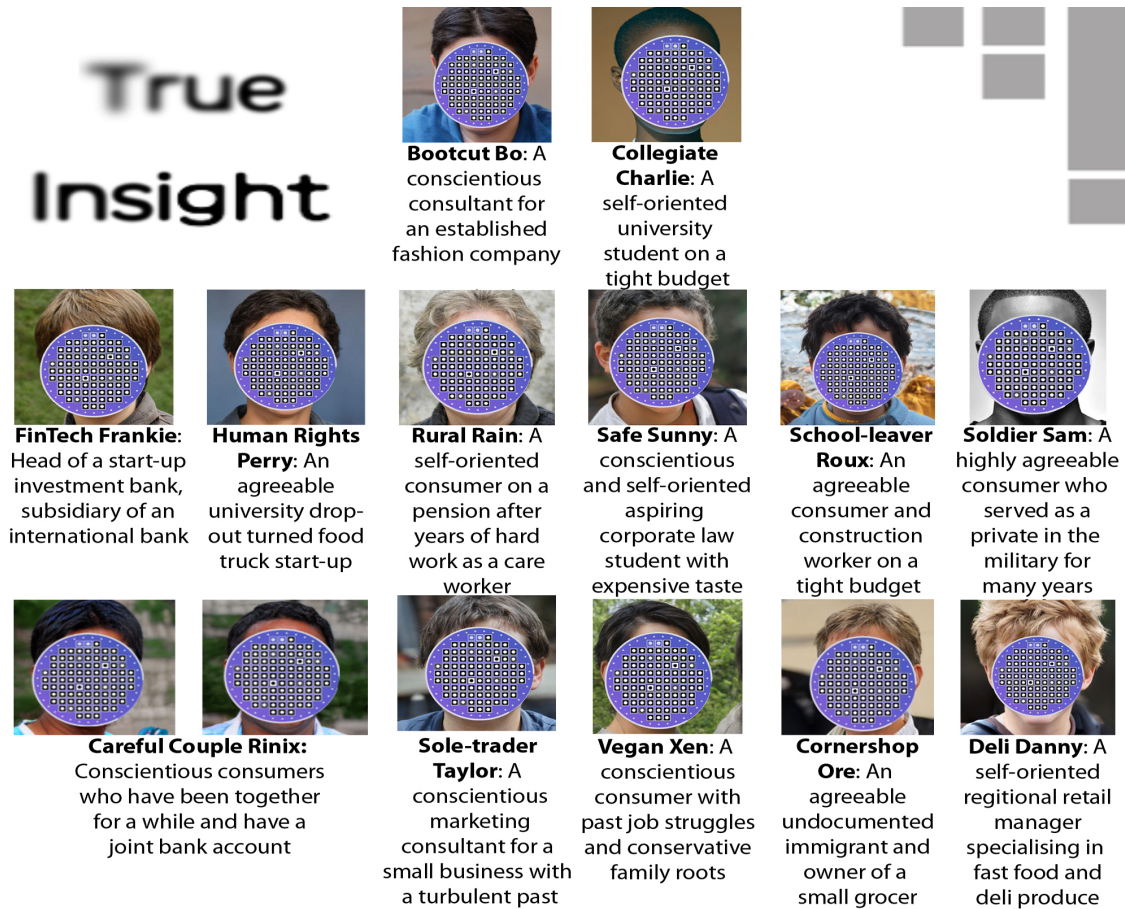 True
Insight
Bootcut Bo: A
conscientious
consultant for
an established
fashion company
Collegiate
Charlie: A
self-oriented
university
student on a
tight budget
FinTech Frankie:
Head of a start-up
investment bank,
subsidiary of an
international bank
Human Rights
Perry: An
agreeable
university drop-
out turned food
truck start-up
Rural Rain: A
self-oriented
consumer on a
pension after
years of hard
work as a care
worker
Safe Sunny: A
conscientious
and self-oriented
aspiring
corporate law
student with
expensive taste
School-leaver
Roux: An
agreeable
consumer and
construction
worker on a
tight budget
Soldier Sam: A
highly agreeable
consumer who
served as a
private in the
military for
many years
Careful Couple Rinix:
Conscientious consumers
who have been together
for a while and have a
joint bank account
Sole-trader
Taylor: A
conscientious
marketing
consultant for a
small business with
a turbulent past
Vegan Xen: A
conscientious
consumer with
past job struggles
and conservative
family roots
Cornershop
Ore: An
agreeable
undocumented
immigrant and
owner of a
small grocer
Deli Danny: A
self-oriented
regitional retail
manager
specialising in
fast food and
deli produce